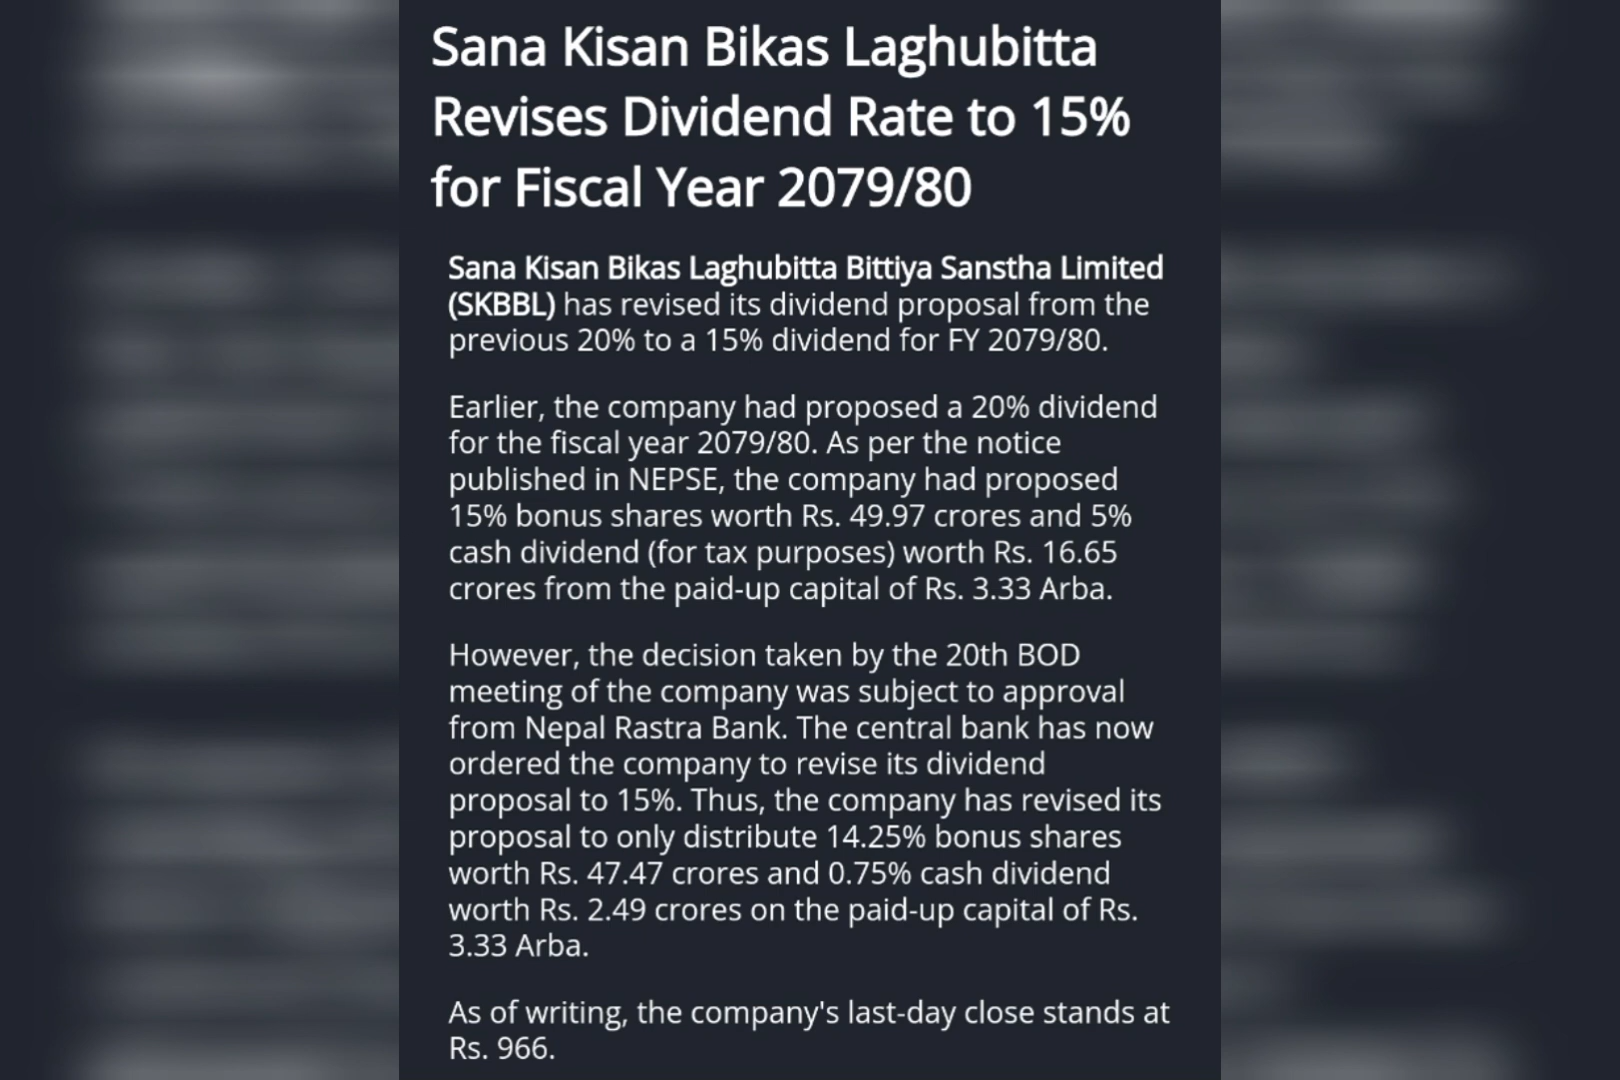 Sana Kisan Bikas Laghubitta
Revises Dividend Rate to 15%
for Fiscal Year 2079/80
Sana Kisan Bikas Laghubitta Bittiya Sanstha Limited
(SKBBL) has revised its dividend proposal from the
previous 20% to a 15% dividend for FY 2079/80.
Earlier, the company had proposed a 20% dividend
for the fiscal year 2079/80. As per the notice
published in NEPSE, the company had proposed
15% bonus shares worth Rs. 49.97 crores and 5%
cash dividend (for tax purposes) worth Rs. 16.65
crores from the paid-up capital of Rs. 3.33 Arba.
However, the decision taken by the 20th BOD
meeting of the company was subject to approval
from Nepal Rastra Bank. The central bank has now
ordered the company to revise its dividend
proposal to 15%. Thus, the company has revised its
proposal to only distribute 14.25% bonus shares
worth Rs. 47.47 crores and 0.75% cash dividend
worth Rs. 2.49 crores on the paid-up capital of Rs.
3.33 Arba.
As of writing, the company's last-day close stands at
Rs. 966.